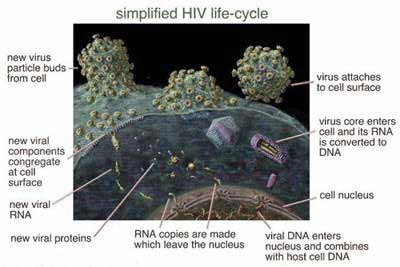 simplified HIV life-cycle
new virus
particle buds
from cell
new viral
components
congregate
at cell
surface
new viral
RNA
new viral proteins
RNA copies are made
which leave the nucleus
virus attaches
to cell surface
virus core enters
cell and its RNA
is converted to
DNA
cell nucleus
viral DNA enters
nucleus and combines
with host cell DNA